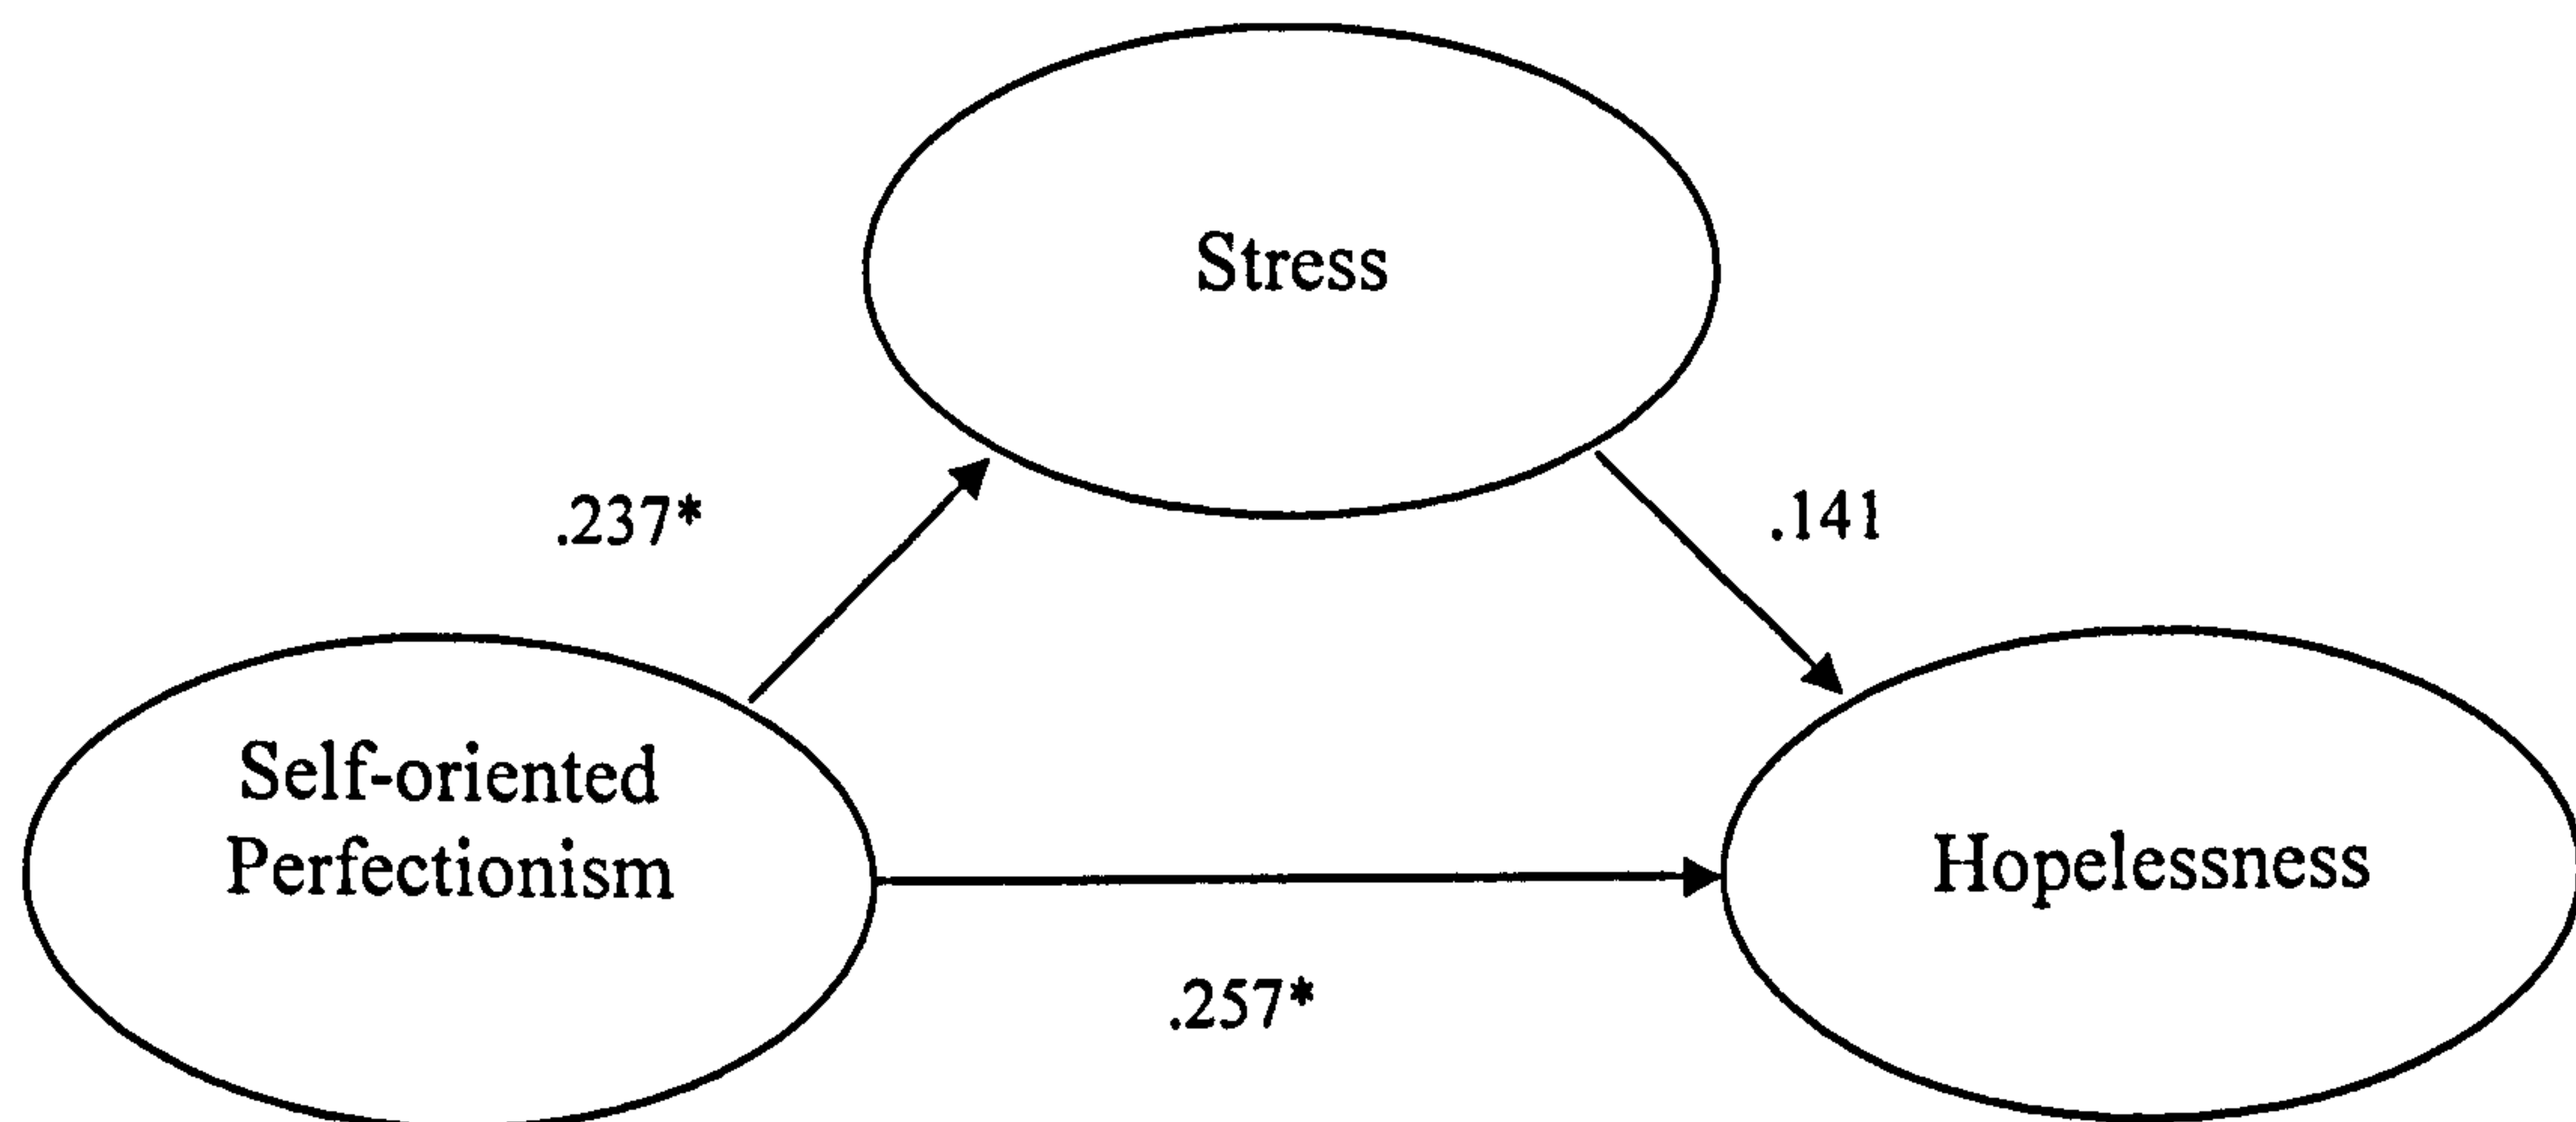 Stress
.237*
.141
Self-oriented
Perfectionism
Hopelessness
.257*